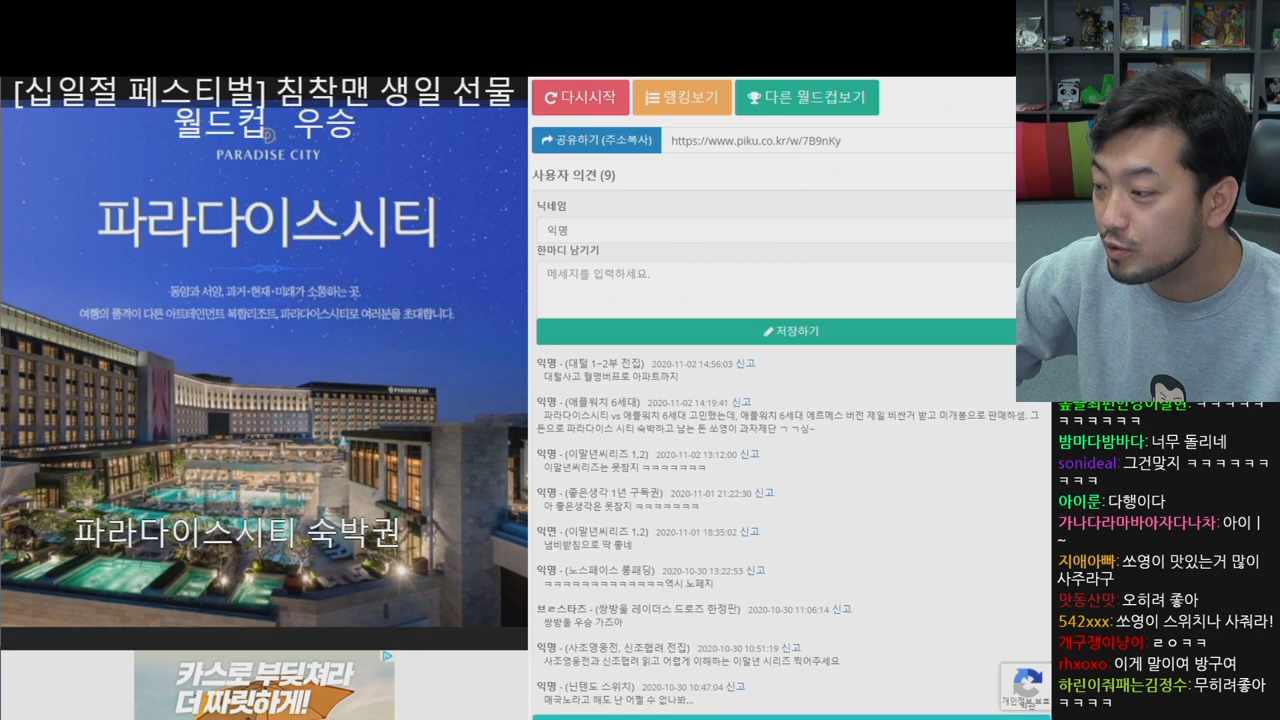 [십일절 페스티벌] 침착맨 생일 선물
월드컵 우승
PARADISE CITY
파라다이스시티
동양과 서양, 과거·현재·미래가 소통하는 곳.
여행의 품격이 다른 아트테인먼트 복합리조트, 파라다이스시티로 여러분을 초대합니다.
PARADISE CITY
파라다이스시티 숙박권
카스로 부딪쳐라
더 짜릿하게!
다시시작
랭킹보기
다른 월드컵보기
공유하기 (주소복사)
https://www.piku.co.kr/w/7B9nKy
사용자 의견 (9)
닉네임
익명
한마디 남기기
메세지를 입력하세요.
저장하기
익명 - (대털 1~2부 전집) 2020-11-02 14:56:03 신고
대털사고 혈맹버프로 아파트까지
익명 - (애플워치 6세대) 2020-11-02 14:19:41 신고
파라다이스시티 vs 애플워치 6세대 고민했는데, 애플워치 6세대 에르메스 버전 제일 비싼거 받고 미개봉으로 판매하셈. 그
돈으로 파라다이스 시티 숙박하고 남는 돈 쏘영이 과자제단 ㄱ ㄱ싱~
익명 - (이말년씨리즈 1,2) 2020-11-02 13:12:00 신고
이말년씨리즈는 못참지 ㅋㅋㅋㅋㅋㅋㅋ
익명 - (좋은생각 1년 구독권) 2020-11-01 21:22:30 신고
아 좋은생각은 못참지 ㅋㅋㅋㅋㅋㅋㅋ
익면 - (이말년씨리즈 1,2) 2020-11-01 18:35:02 신고
냄비받침으로 딱 좋네
익명 - (노스페이스 롱패딩) 2020-10-30 13:22:53 신고
ㅋㅋㅋㅋㅋㅋㅋㅋㅋㅋㅋㅋㅋ역시 노페지
브ㄹ스타즈 - (쌍방울 레이더스 드로즈 한정판) 2020-10-30 11:06:14 신고
쌍방울 우승 가즈아
익명 - (사조영웅전, 신조협려 전집) 2020-10-30 10:51:19 신고
사조영웅전과 신조협려 읽고 어렵게 이해하는 이말년 시리즈 찍어주세요
익명 - (닌텐도 스위치) 2020-10-30 10:47:04 신고
매국노라고 해도 난 어쩔 수 없나봐...
개인정보 보호
ㅋㅋㅋㅋㅋㅋ
밤마다밤바다: 너무 돌리네
sonideal: 그건맞지 ㅋㅋㅋㅋㅋㅋ
ㅋㅋㅋ
아이룬: 다행이다
가나다라마바아자다나차: 아이ㅣ
~
지애아빠: 쏘영이 맛있는거 많이
사주라구
맛동산맛: 오히려 좋아
542xxx: 쏘영이 스위치나 사줘라!
개구쟁이냥이: ㄹㅇㅋㅋ
rhxoxo: 이게 말이여 방구여
하린이줘패는김정수: 무히려좋아
ㅋㅋㅋㅋ